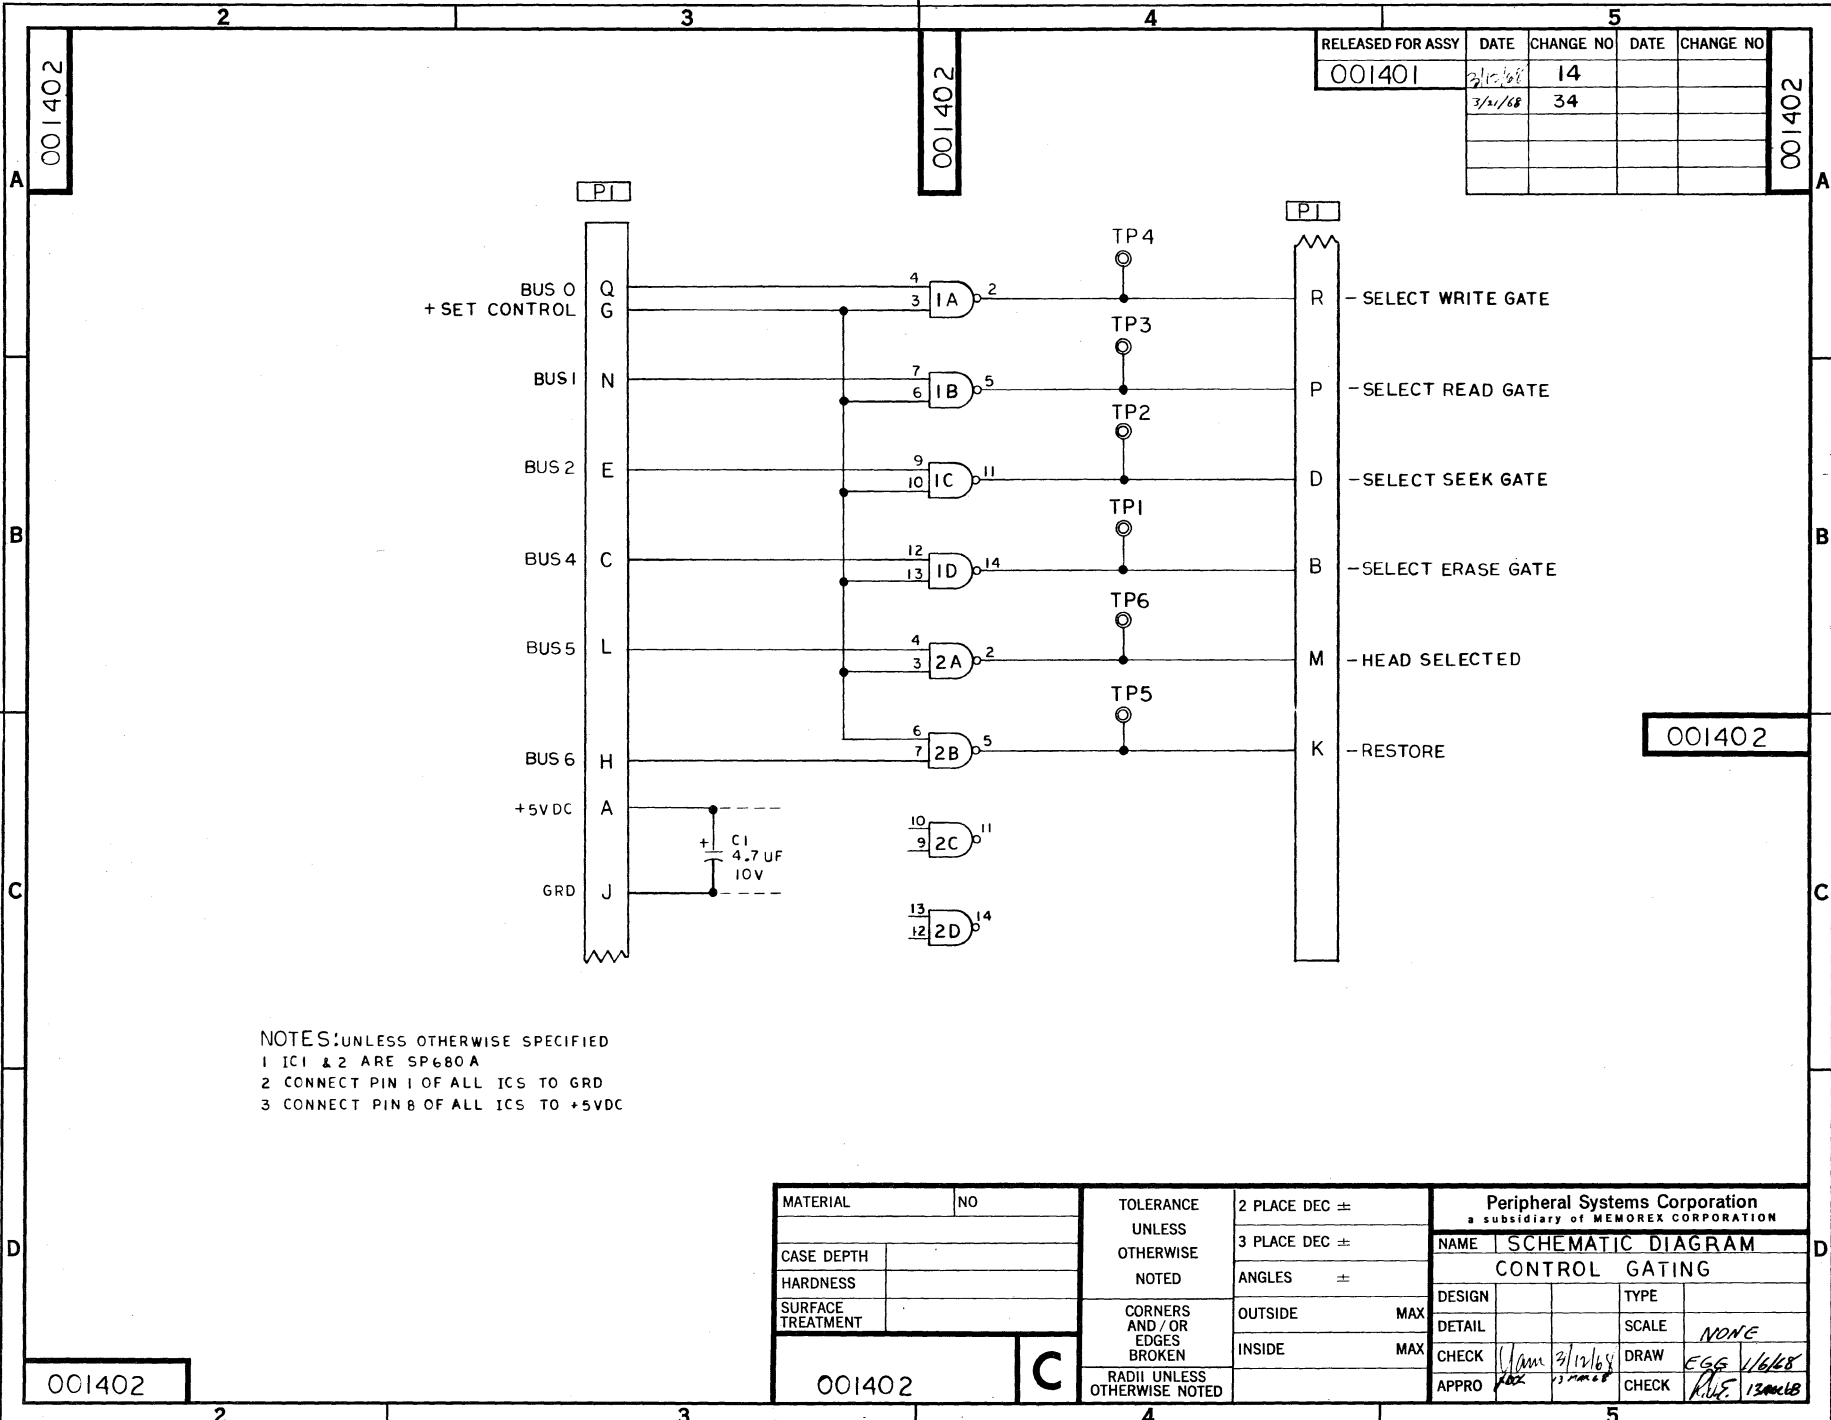 2 3 4 5
001402
001402
001402
RELEASED FOR ASSY DATE CHANGE NO DATE CHANGE NO
001401 14
3/21/68 34
A A
P1
P1
TP4
BUS 0 Q 4 1A 2 R -SELECT WRITE GATE
+SET CONTROL G 3
TP3
BUS 1 N 7 6 1B 5 P -SELECT READ GATE
TP2
BUS 2 E 9 10 1C 11 D -SELECT SEEK GATE
TP1
B B
BUS 4 C 12 13 1D 14 B -SELECT ERASE GATE
TP6
BUS 5 L 4 3 2A 2 M -HEAD SELECTED
TP5
001402
BUS 6 H 6 7 2B 5 K -RESTORE
+5VDC A
+ C1
4.7 UF
10V
10 9 2C 11
GRD J
C C
13 12 2D 14
NOTES: UNLESS OTHERWISE SPECIFIED
1 IC1 & 2 ARE SP680A
2 CONNECT PIN 1 OF ALL ICS TO GRD
3 CONNECT PIN 8 OF ALL ICS TO +5VDC
D D
MATERIAL NO
CASE DEPTH
HARDNESS
SURFACE
TREATMENT
001402 C
TOLERANCE
UNLESS
OTHERWISE
NOTED
CORNERS
AND/OR
EDGES
BROKEN
RADII UNLESS
OTHERWISE NOTED
2 PLACE DEC ±
3 PLACE DEC ±
ANGLES ±
OUTSIDE MAX
INSIDE MAX
Peripheral Systems Corporation
a subsidiary of MEMOREX CORPORATION
NAME SCHEMATIC DIAGRAM
CONTROL GATING
DESIGN TYPE
DETAIL SCALE NONE
CHECK 3/12/68 DRAW EGG 1/6/68
APPRO 13 MAR 68 CHECK 13 MAR 68
001402
2 3 4 5